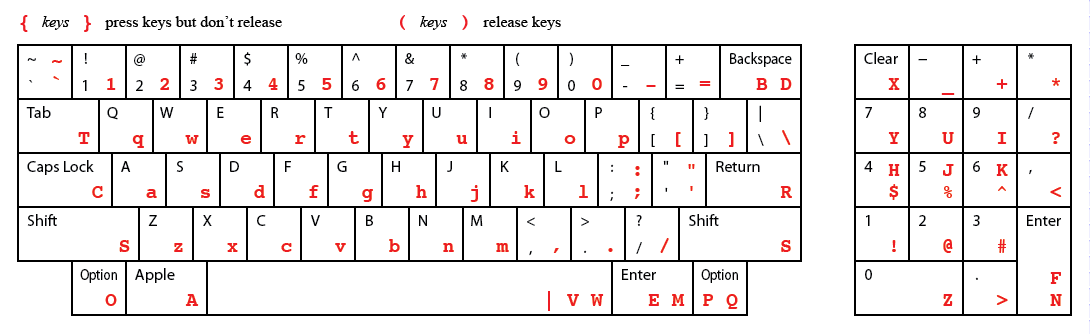 { keys } press keys but don't release ( keys ) release keys
~ ~ ! @ # $ % ^ & * ( ) _ + Backspace Clear – + *
` ` 1 1 2 2 3 3 4 4 5 5 6 6 7 7 8 8 9 9 0 0 - – = = B D X _ + *
Tab Q W E R T Y U I O P { } | 7 8 9 /
T q w e r t y u i o p [ [ ] ] \ \ Y U I ?
Caps Lock A S D F G H J K L : : " " Return 4 H 5 J 6 K ,
C a s d f g h j k l ; ; ' ' R $ % ^ <
Shift Z X C V B N M < > ? Shift 1 2 3 Enter
S z x c v b n m , , . . / / S ! @ #
Option Apple Enter Option 0 . F
O A | V W E M P Q Z > N